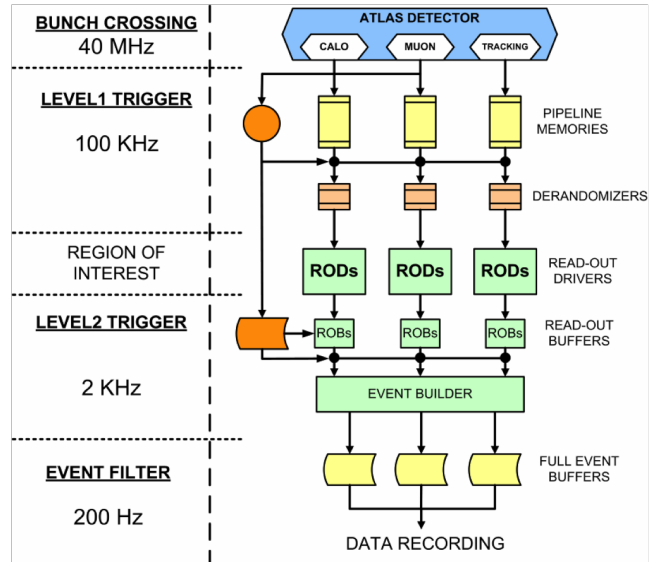 BUNCH CROSSING
40 MHz
ATLAS DETECTOR
CALO
MUON
TRACKING
LEVEL1 TRIGGER
100 KHz
PIPELINE
MEMORIES
DERANDOMIZERS
REGION OF
INTEREST
RODs
RODs
RODs
READ-OUT
DRIVERS
LEVEL2 TRIGGER
2 KHz
ROBs
ROBs
ROBs
READ-OUT
BUFFERS
EVENT BUILDER
EVENT FILTER
200 Hz
FULL EVENT
BUFFERS
DATA RECORDING